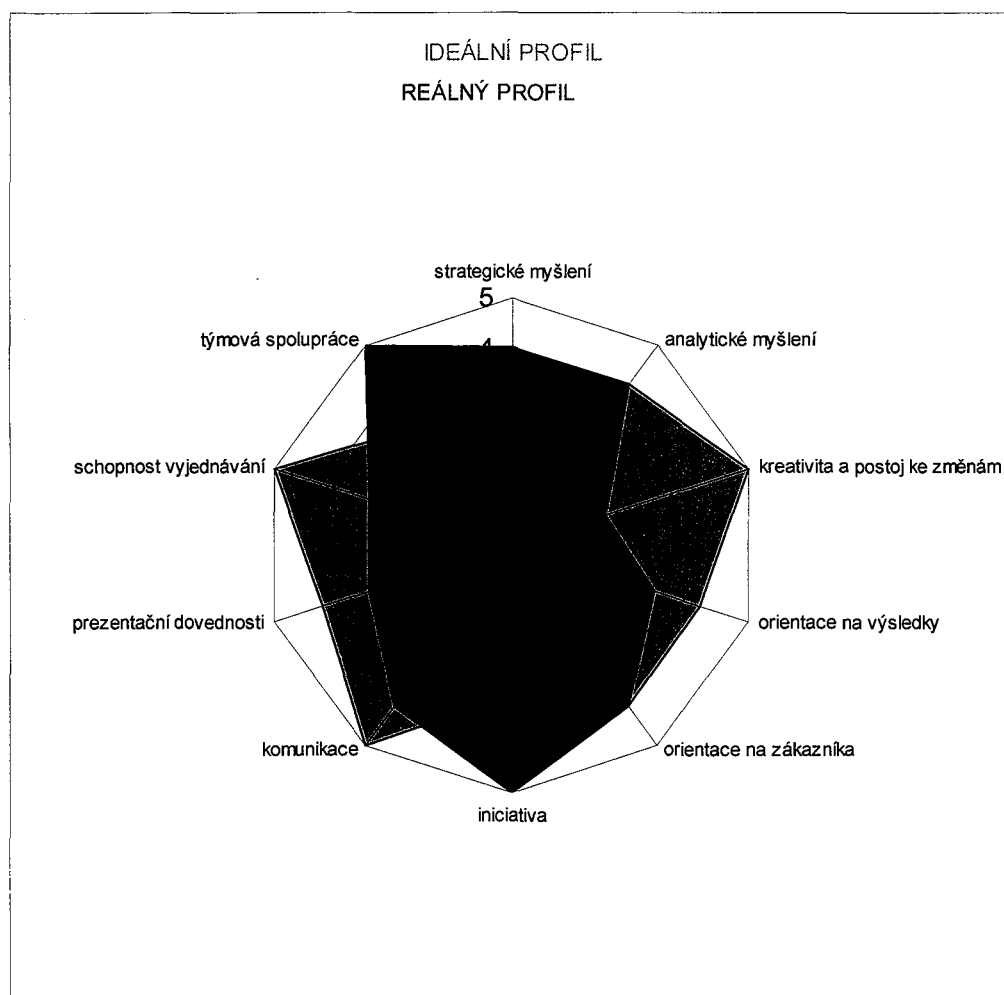 IDEÁLNÍ PROFIL
REÁLNÝ PROFIL
strategické myšlení
5
4
týmová spolupráce
analytické myšlení
schopnost vyjednávání
kreativita a postoj ke změnám
prezentační dovednosti
orientace na výsledky
komunikace
orientace na zákazníka
iniciativa